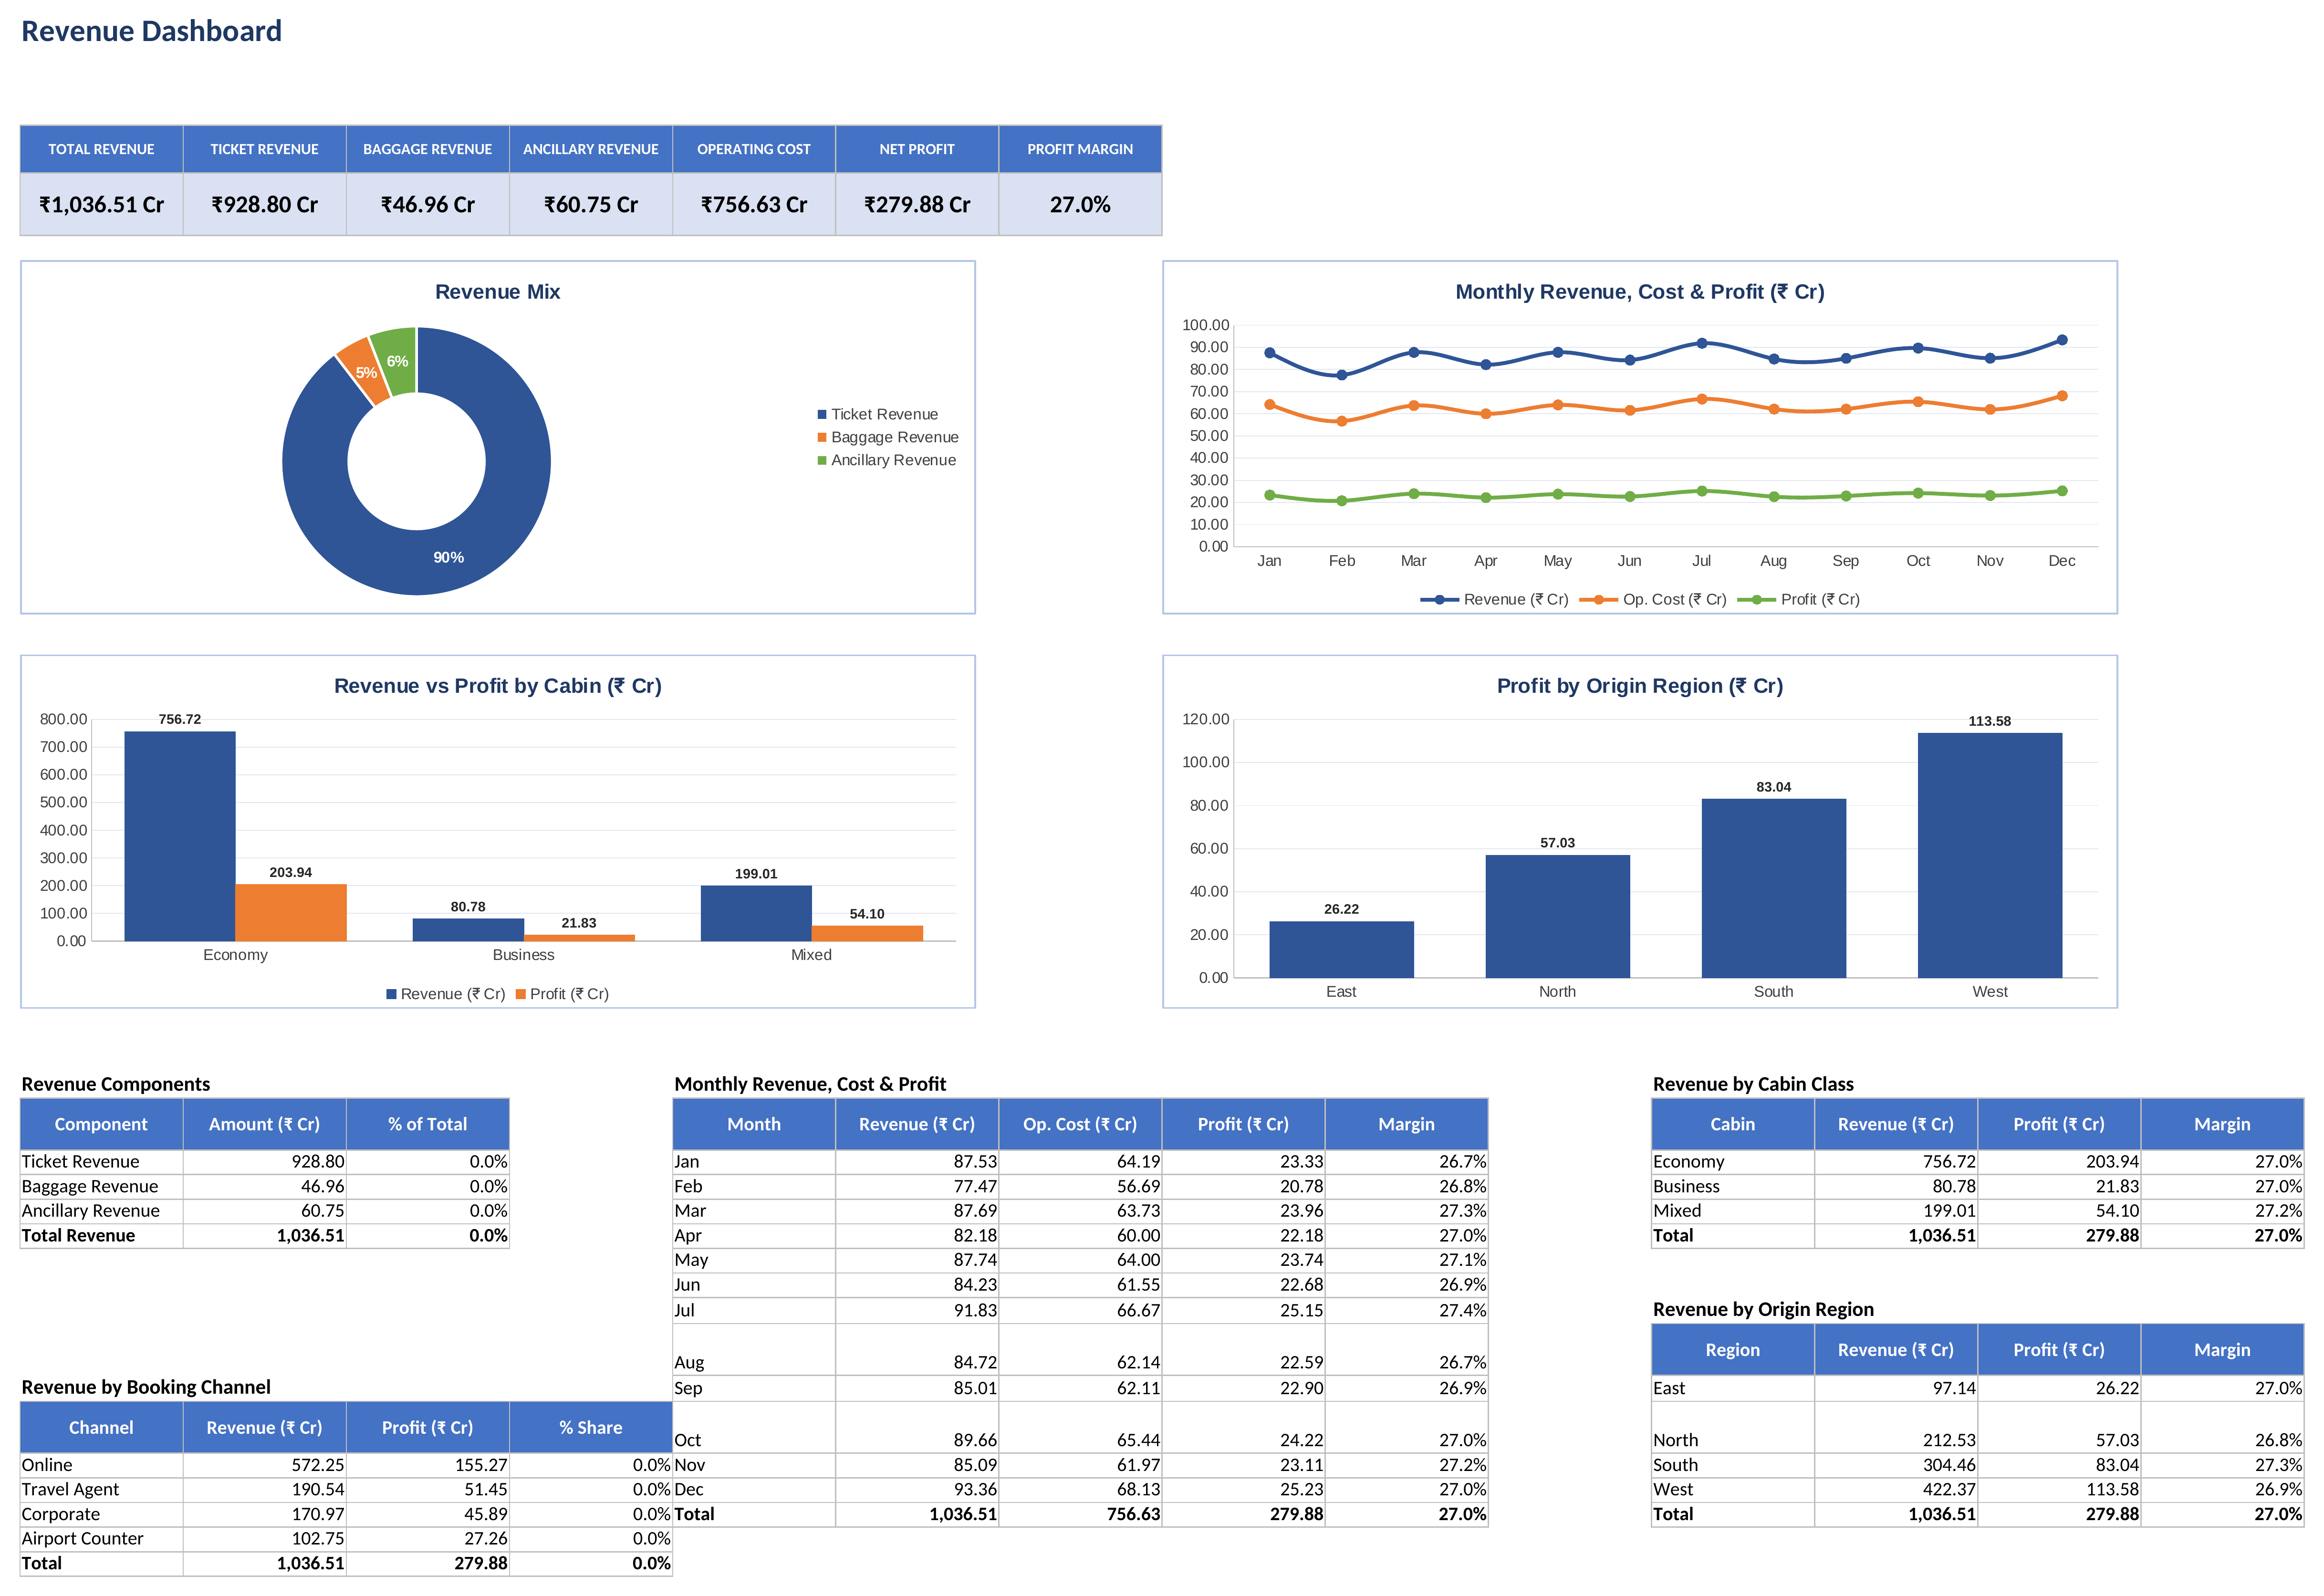 Revenue Dashboard
TOTAL REVENUE TICKET REVENUE BAGGAGE REVENUE ANCILLARY REVENUE OPERATING COST NET PROFIT PROFIT MARGIN
₹1,036.51 Cr ₹928.80 Cr ₹46.96 Cr ₹60.75 Cr ₹756.63 Cr ₹279.88 Cr 27.0%
Revenue Mix
6%
5%
90%
Ticket Revenue
Baggage Revenue
Ancillary Revenue
Monthly Revenue, Cost & Profit (₹ Cr)
100.00
90.00
80.00
70.00
60.00
50.00
40.00
30.00
20.00
10.00
0.00
Jan Feb Mar Apr May Jun Jul Aug Sep Oct Nov Dec
Revenue (₹ Cr) Op. Cost (₹ Cr) Profit (₹ Cr)
Revenue vs Profit by Cabin (₹ Cr)
800.00
700.00
600.00
500.00
400.00
300.00
200.00
100.00
0.00
756.72
203.94
80.78
21.83
199.01
54.10
Economy Business Mixed
Revenue (₹ Cr) Profit (₹ Cr)
Profit by Origin Region (₹ Cr)
120.00
100.00
80.00
60.00
40.00
20.00
0.00
26.22
57.03
83.04
113.58
East North South West
Revenue Components
Component Amount (₹ Cr) % of Total
Ticket Revenue 928.80 0.0%
Baggage Revenue 46.96 0.0%
Ancillary Revenue 60.75 0.0%
Total Revenue 1,036.51 0.0%
Revenue by Booking Channel
Channel Revenue (₹ Cr) Profit (₹ Cr) % Share
Online 572.25 155.27 0.0%
Travel Agent 190.54 51.45 0.0%
Corporate 170.97 45.89 0.0%
Airport Counter 102.75 27.26 0.0%
Total 1,036.51 279.88 0.0%
Monthly Revenue, Cost & Profit
Month Revenue (₹ Cr) Op. Cost (₹ Cr) Profit (₹ Cr) Margin
Jan 87.53 64.19 23.33 26.7%
Feb 77.47 56.69 20.78 26.8%
Mar 87.69 63.73 23.96 27.3%
Apr 82.18 60.00 22.18 27.0%
May 87.74 64.00 23.74 27.1%
Jun 84.23 61.55 22.68 26.9%
Jul 91.83 66.67 25.15 27.4%
Aug 84.72 62.14 22.59 26.7%
Sep 85.01 62.11 22.90 26.9%
Oct 89.66 65.44 24.22 27.0%
Nov 85.09 61.97 23.11 27.2%
Dec 93.36 68.13 25.23 27.0%
Total 1,036.51 756.63 279.88 27.0%
Revenue by Cabin Class
Cabin Revenue (₹ Cr) Profit (₹ Cr) Margin
Economy 756.72 203.94 27.0%
Business 80.78 21.83 27.0%
Mixed 199.01 54.10 27.2%
Total 1,036.51 279.88 27.0%
Revenue by Origin Region
Region Revenue (₹ Cr) Profit (₹ Cr) Margin
East 97.14 26.22 27.0%
North 212.53 57.03 26.8%
South 304.46 83.04 27.3%
West 422.37 113.58 26.9%
Total 1,036.51 279.88 27.0%